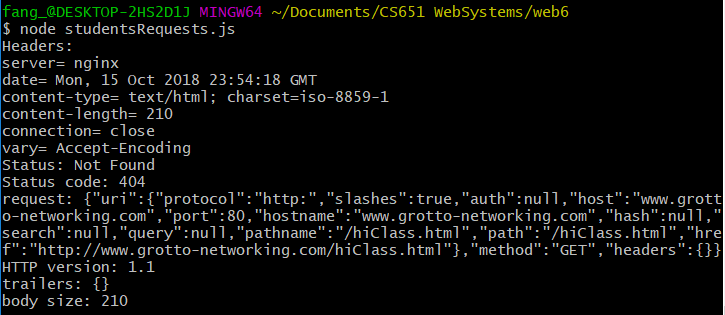 fang_@DESKTOP-2HS2D1J MINGW64 ~/Documents/CS651 WebSystems/web6
$ node studentsRequests.js
Headers:
server= nginx
date= Mon, 15 Oct 2018 23:54:18 GMT
content-type= text/html; charset=iso-8859-1
content-length= 210
connection= close
vary= Accept-Encoding
Status: Not Found
Status code: 404
request: {"uri":{"protocol":"http:","slashes":true,"auth":null,"host":"www.grott
o-networking.com","port":80,"hostname":"www.grotto-networking.com","hash":null,"
search":null,"query":null,"pathname":"/hiClass.html","path":"/hiClass.html","hre
f":"http://www.grotto-networking.com/hiClass.html"},"method":"GET","headers":{}}
HTTP version: 1.1
trailers: {}
body size: 210